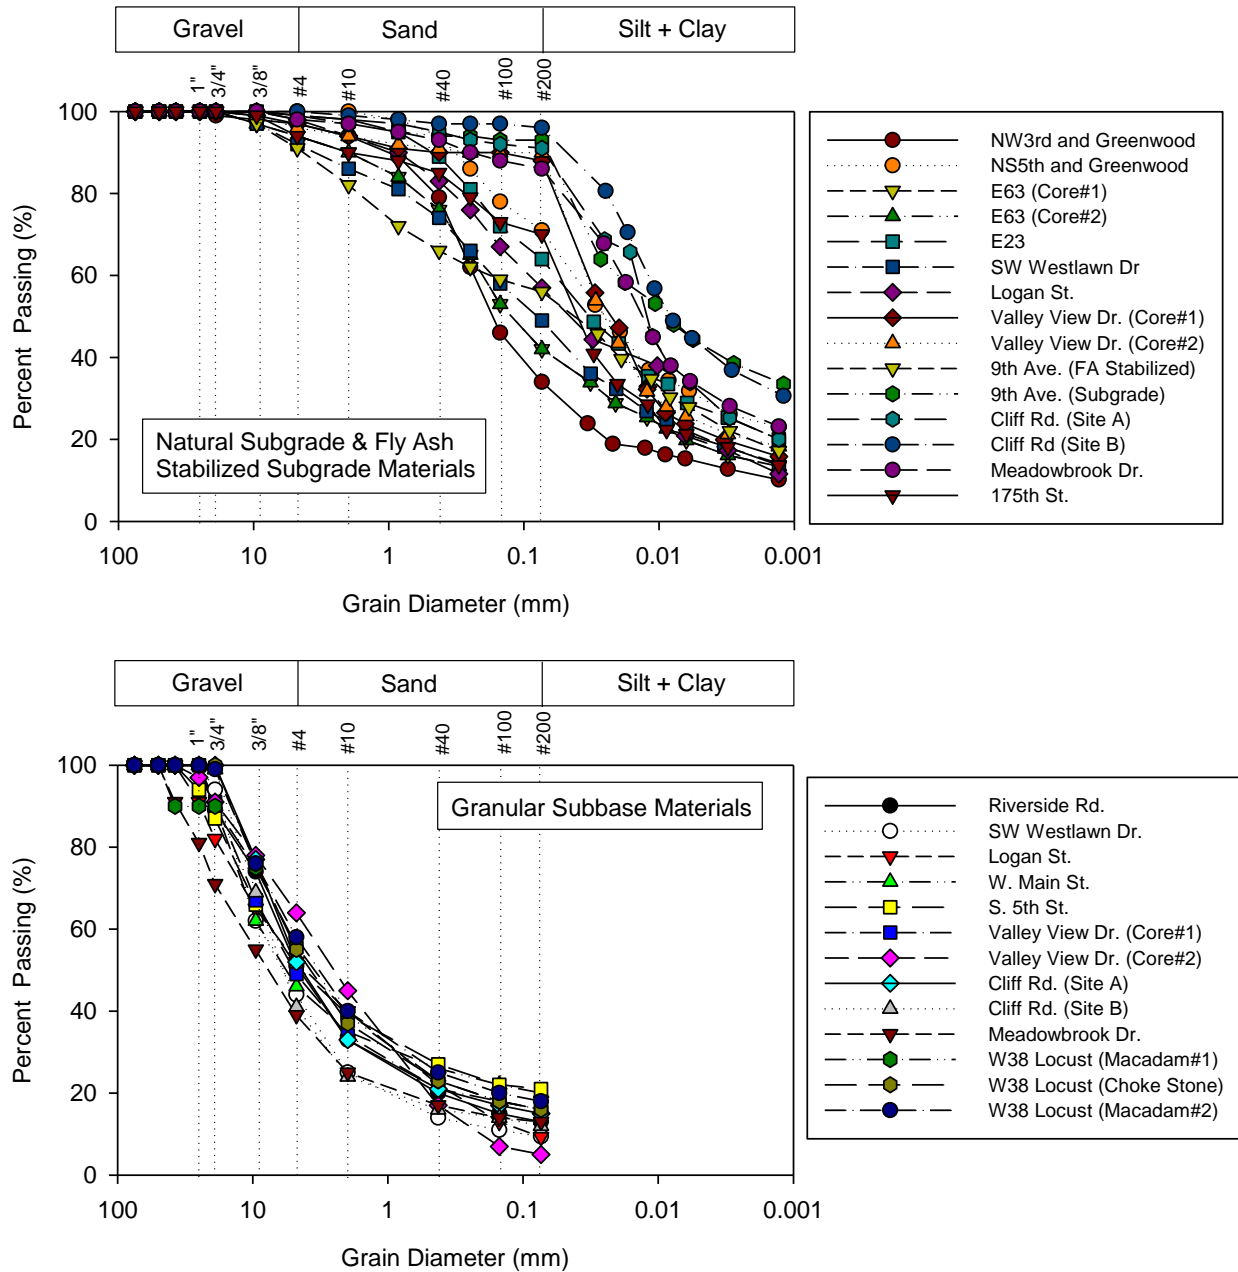 Gravel Sand Silt + Clay
1" 3/4" 3/8" #4 #10 #40 #100 #200
Percent Passing (%)
100
80
60
40
20
0
Natural Subgrade & Fly Ash
Stabilized Subgrade Materials
100 10 1 0.1 0.01 0.001
Grain Diameter (mm)
NW3rd and Greenwood
NS5th and Greenwood
E63 (Core#1)
E63 (Core#2)
E23
SW Westlawn Dr
Logan St.
Valley View Dr. (Core#1)
Valley View Dr. (Core#2)
9th Ave. (FA Stabilized)
9th Ave. (Subgrade)
Cliff Rd. (Site A)
Cliff Rd (Site B)
Meadowbrook Dr.
175th St.
Gravel Sand Silt + Clay
1" 3/4" 3/8" #4 #10 #40 #100 #200
Percent Passing (%)
100
80
60
40
20
0
Granular Subbase Materials
100 10 1 0.1 0.01 0.001
Grain Diameter (mm)
Riverside Rd.
SW Westlawn Dr.
Logan St.
W. Main St.
S. 5th St.
Valley View Dr. (Core#1)
Valley View Dr. (Core#2)
Cliff Rd. (Site A)
Cliff Rd. (Site B)
Meadowbrook Dr.
W38 Locust (Macadam#1)
W38 Locust (Choke Stone)
W38 Locust (Macadam#2)